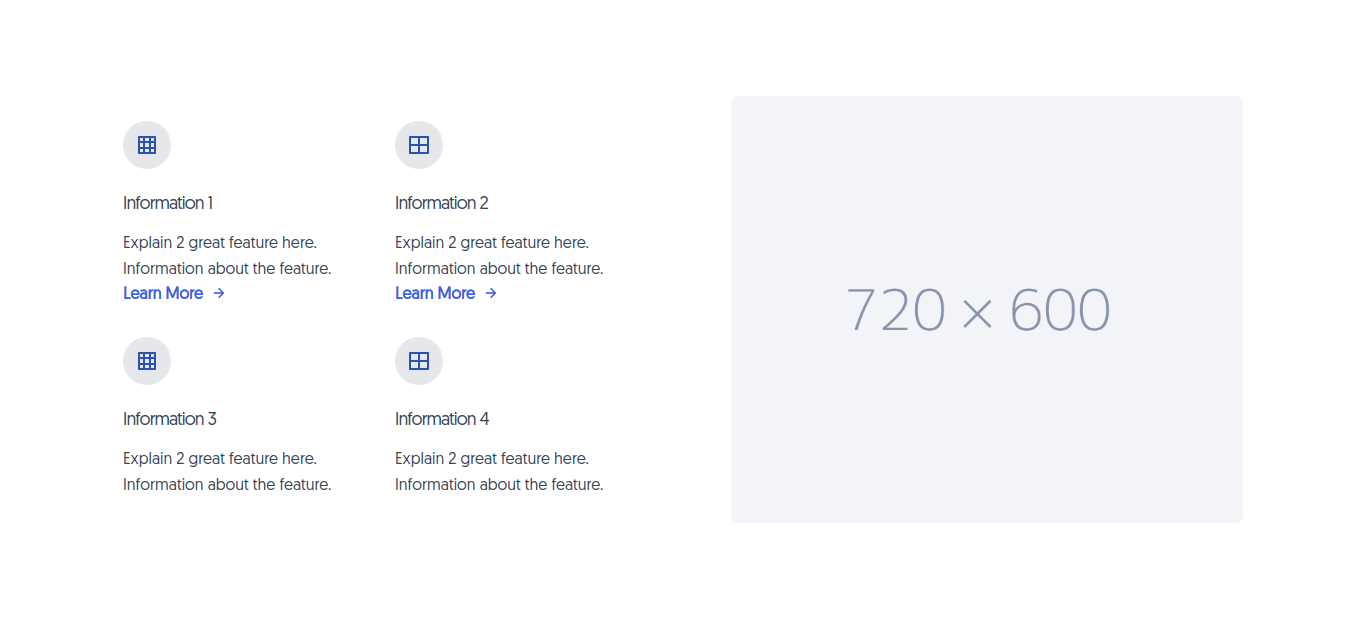 Information 1
Explain 2 great feature here.
Information about the feature.
Learn More
Information 2
Explain 2 great feature here.
Information about the feature.
Learn More
Information 3
Explain 2 great feature here.
Information about the feature.
Information 4
Explain 2 great feature here.
Information about the feature.
720 × 600